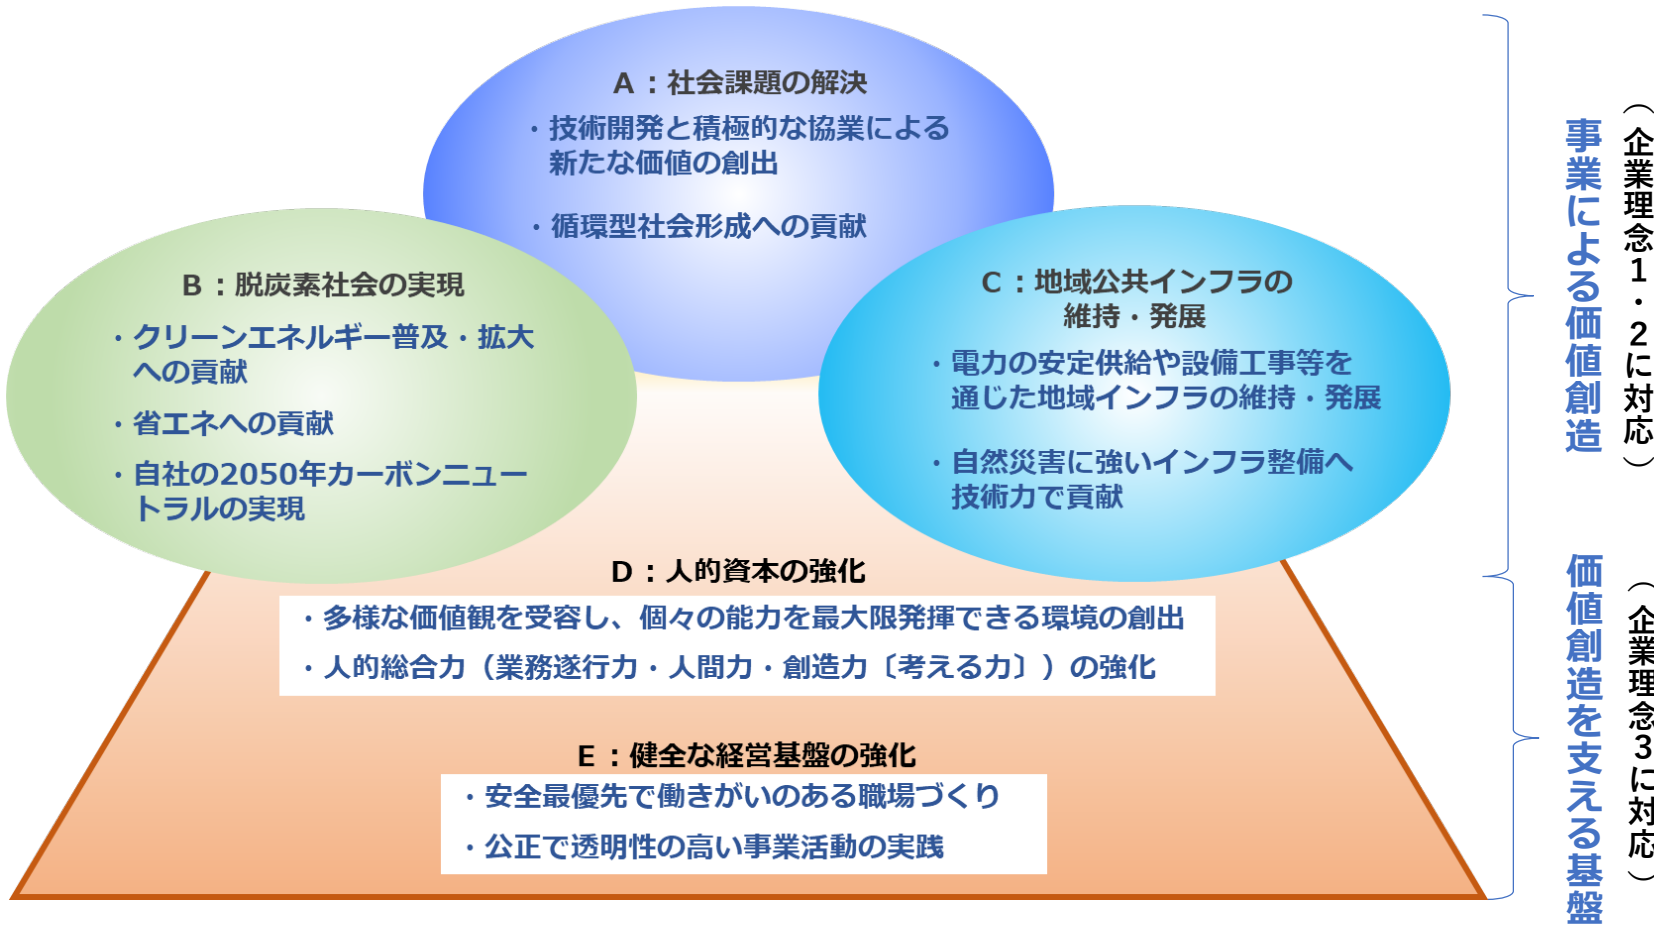 A：社会課題の解決
・技術開発と積極的な協業による
新たな価値の創出
・循環型社会形成への貢献
B：脱炭素社会の実現
・クリーンエネルギー普及・拡大
への貢献
・省エネへの貢献
・自社の2050年カーボンニュー
トラルの実現
C：地域公共インフラの
維持・発展
・電力の安定供給や設備工事等を
通じた地域インフラの維持・発展
・自然災害に強いインフラ整備へ
技術力で貢献
D：人的資本の強化
・多様な価値観を受容し、個々の能力を最大限発揮できる環境の創出
・人的総合力（業務遂行力・人間力・創造力〔考える力〕）の強化
E：健全な経営基盤の強化
・安全最優先で働きがいのある職場づくり
・公正で透明性の高い事業活動の実践
事業による価値創造
（企業理念1・2に対応）
価値創造を支える基盤
（企業理念3に対応）